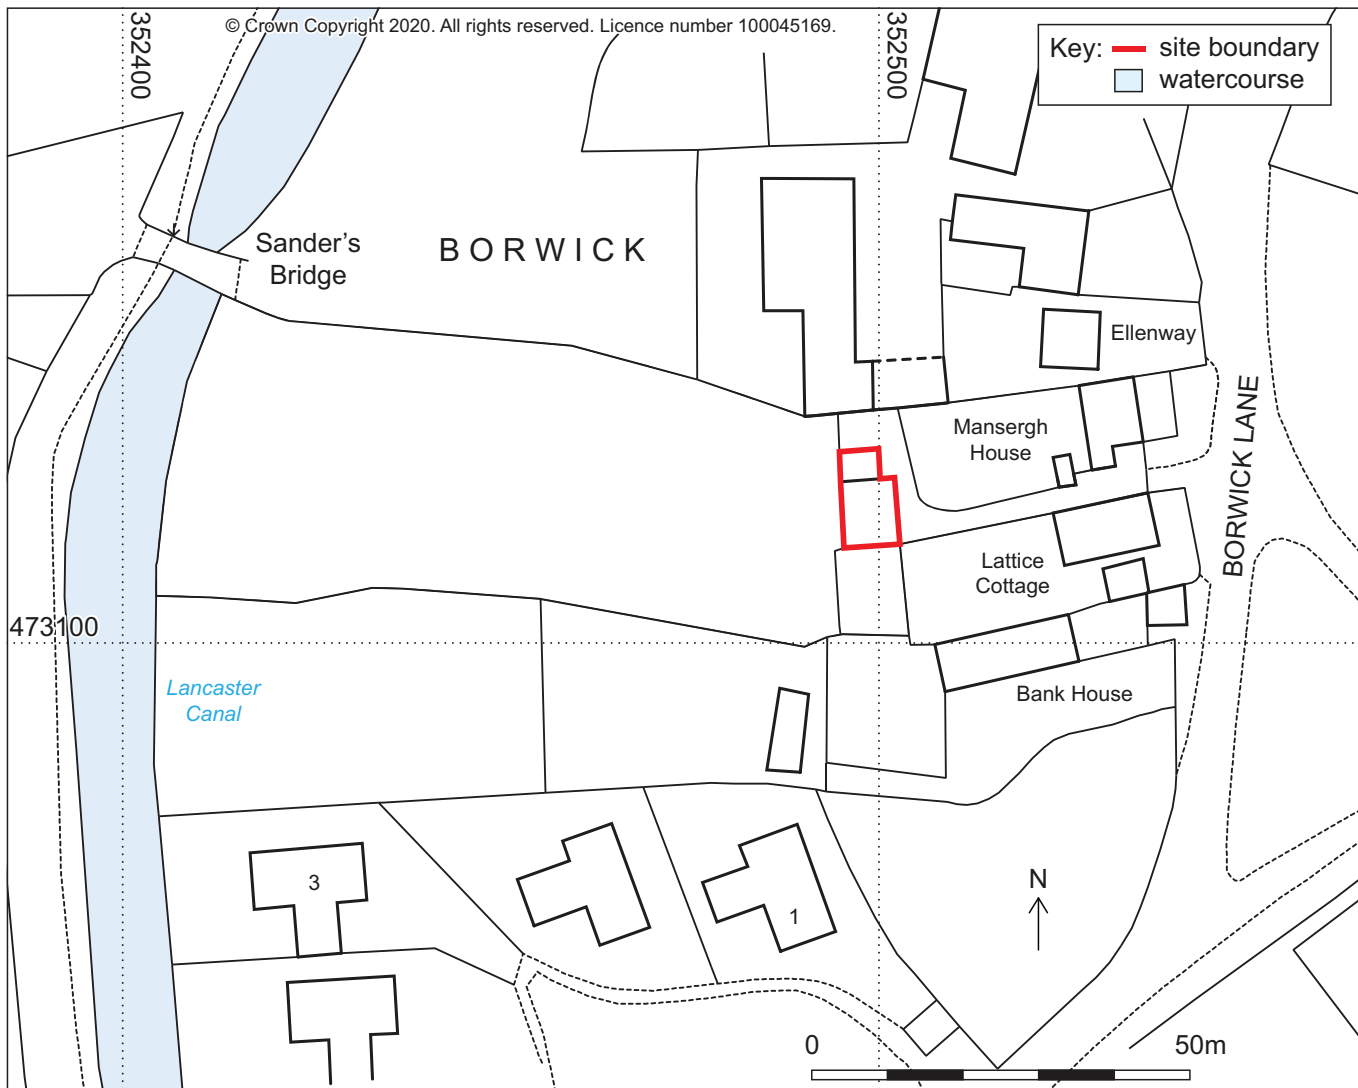 © Crown Copyright 2020. All rights reserved. Licence number 100045169.
352400
352500
Key: site boundary
watercourse
Sander's
Bridge
BORWICK
Ellenway
Mansergh
House
BORWICK LANE
Lattice
Cottage
473100
Lancaster
Canal
Bank House
3
1
N
0 50m